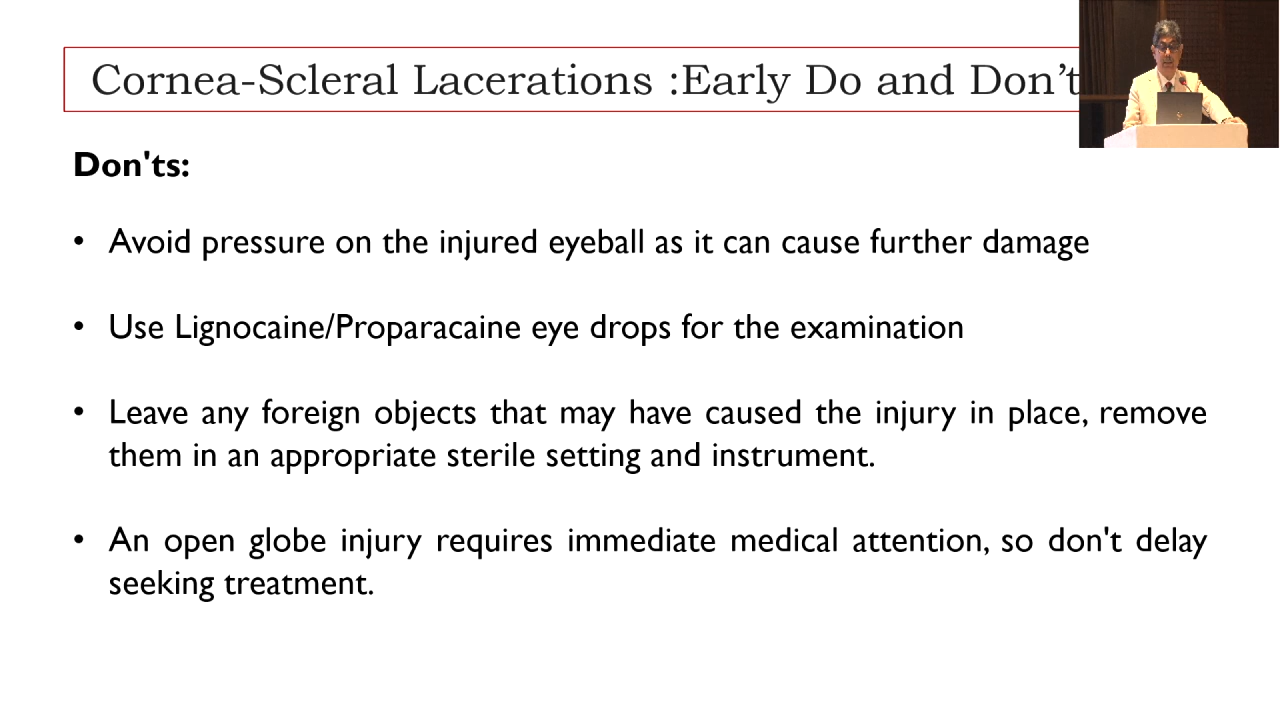 Cornea-Scleral Lacerations :Early Do and Don't
Don'ts:
• Avoid pressure on the injured eyeball as it can cause further damage
• Use Lignocaine/Proparacaine eye drops for the examination
• Leave any foreign objects that may have caused the injury in place, remove
them in an appropriate sterile setting and instrument.
• An open globe injury requires immediate medical attention, so don't delay
seeking treatment.